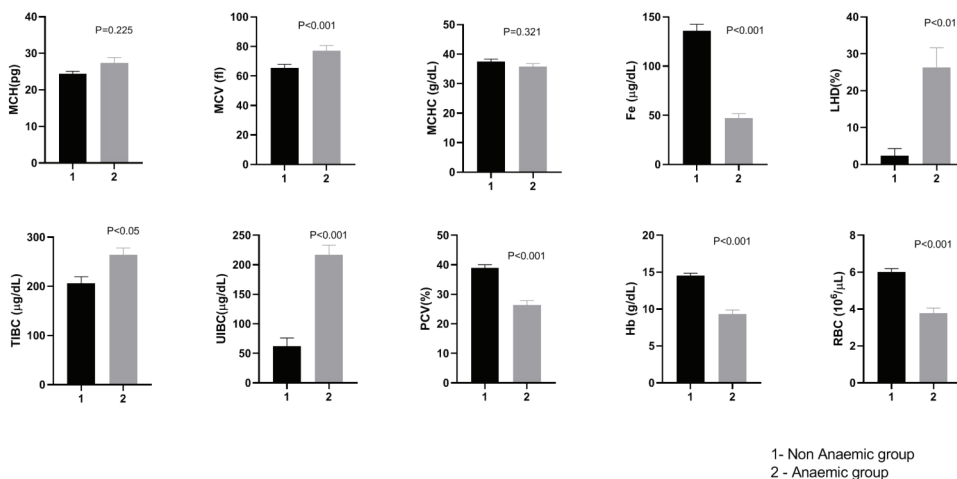 P=0.225
MCH(pg)
40
30
20
10
0
1 2
P<0.001
MCV (fl)
100
80
60
40
20
0
1 2
P=0.321
MCHC (g/dL)
50
40
30
20
10
0
1 2
P<0.001
Fe (µg/dL)
150
100
50
0
1 2
P<0.01
LHD(%)
40
30
20
10
0
1 2
P<0.05
TIBC (µg/dL)
300
200
100
0
1 2
P<0.001
UIBC(µg/dL)
250
200
150
100
50
0
1 2
P<0.001
PCV(%)
50
40
30
20
10
0
1 2
P<0.001
Hb (g/dL)
20
15
10
5
0
1 2
P<0.001
RBC (10⁶/µL)
8
6
4
2
0
1 2
1- Non Anaemic group
2 - Anaemic group